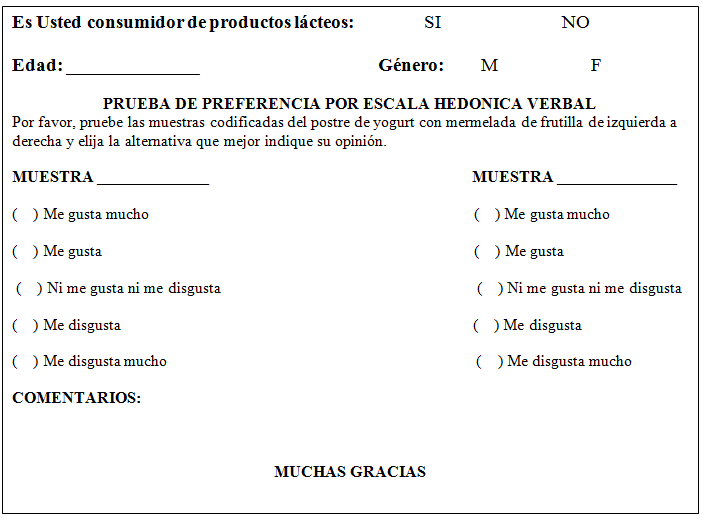 Es Usted consumidor de productos lácteos: SI NO
Edad: _______________ Género: M F
PRUEBA DE PREFERENCIA POR ESCALA HEDONICA VERBAL
Por favor, pruebe las muestras codificadas del postre de yogurt con mermelada de frutilla de izquierda a
derecha y elija la alternativa que mejor indique su opinión.
MUESTRA ______________ MUESTRA _______________
( ) Me gusta mucho ( ) Me gusta mucho
( ) Me gusta ( ) Me gusta
( ) Ni me gusta ni me disgusta ( ) Ni me gusta ni me disgusta
( ) Me disgusta ( ) Me disgusta
( ) Me disgusta mucho ( ) Me disgusta mucho
COMENTARIOS:
MUCHAS GRACIAS